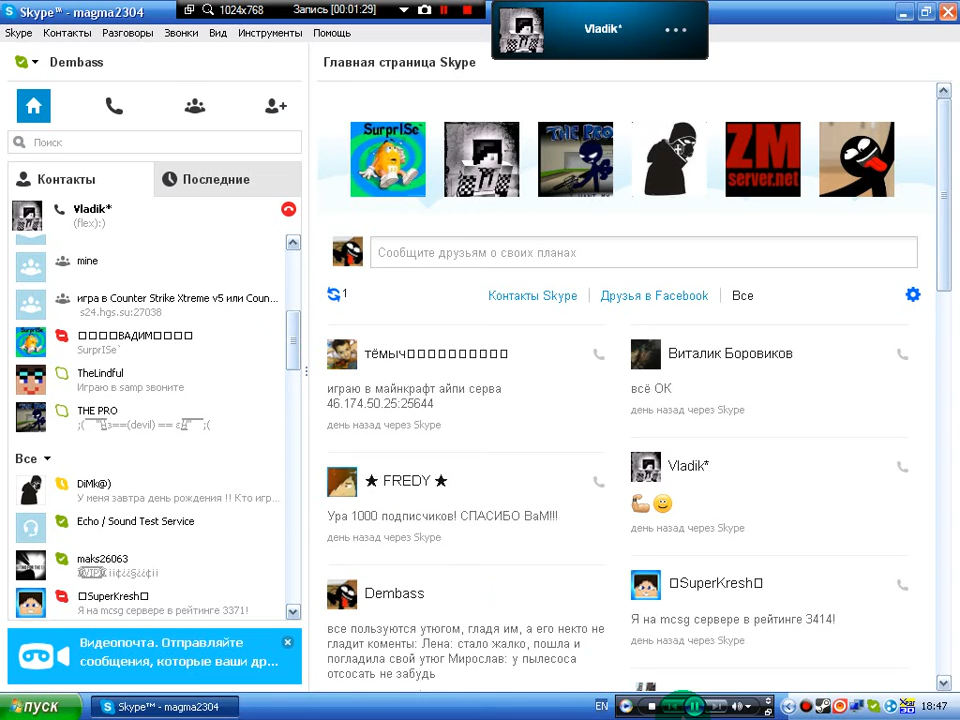 Skype™ - magma2304
1024x768
Запись [00:01:29]
Skype Контакты Разговоры Звонки Вид Инструменты Помощь
Vladik*
Dembass
Поиск
Контакты
Последние
Vladik*
(flex):)
mine
игра в Counter Strike Xtreme v5 или Coun...
s24.hgs.su:27038
ВАДИМ
SurprISe`
TheLindful
Играю в samp звоните
THE PRO
Все
DiMk@)
У меня завтра день рождения !! Кто игр...
Echo / Sound Test Service
maks26063
SuperKresh
Я на mcsg сервере в рейтинге 3371!
Видеопочта. Отправляйте
сообщения, которые ваши др...
Главная страница Skype
SurprISe`
THE PRO
ZM
server.net
Сообщите друзьям о своих планах
1
Контакты Skype
Друзья в Facebook
Все
тёмыч
играю в майнкрафт айпи серва
46.174.50.25:25644
день назад через Skype
★ FREDY ★
Ура 1000 подписчиков! СПАСИБО ВаМ!!!
день назад через Skype
Dembass
все пользуются утюгом, гладя им, а его некто не
гладит коменты: Лена: стало жалко, пошла и
погладила свой утюг Мирослав: у пылесоса
отсосать не забудь
Виталик Боровиков
всё ОК
день назад через Skype
Vladik*
день назад через Skype
SuperKresh
Я на mcsg сервере в рейтинге 3414!
день назад через Skype
пуск
Skype™ - magma2304
EN
18:47